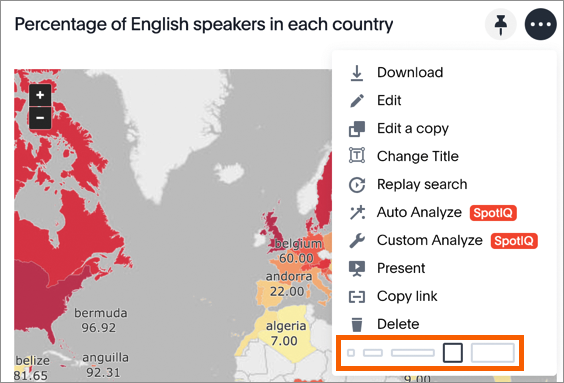 Percentage of English speakers in each country
Download
Edit
Edit a copy
Change Title
Replay search
Auto Analyze SpotIQ
Custom Analyze SpotIQ
Present
Copy link
Delete
+
−
belgium
60.00
andorra
22.00
bermuda
96.92
algeria
7.00
belize
81.65
anguilla
92.31
9.00